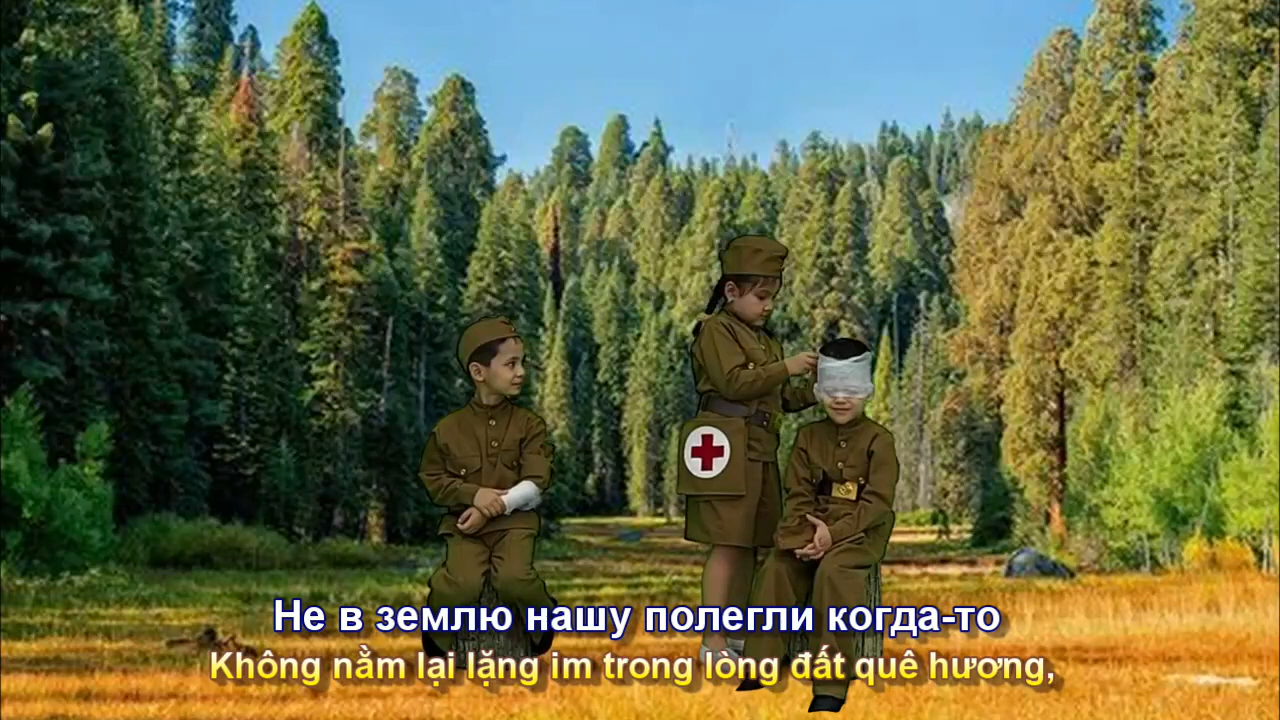 Не в землю нашу полегли когда-то
Không nằm lại lặng im trong lòng đất quê hương,